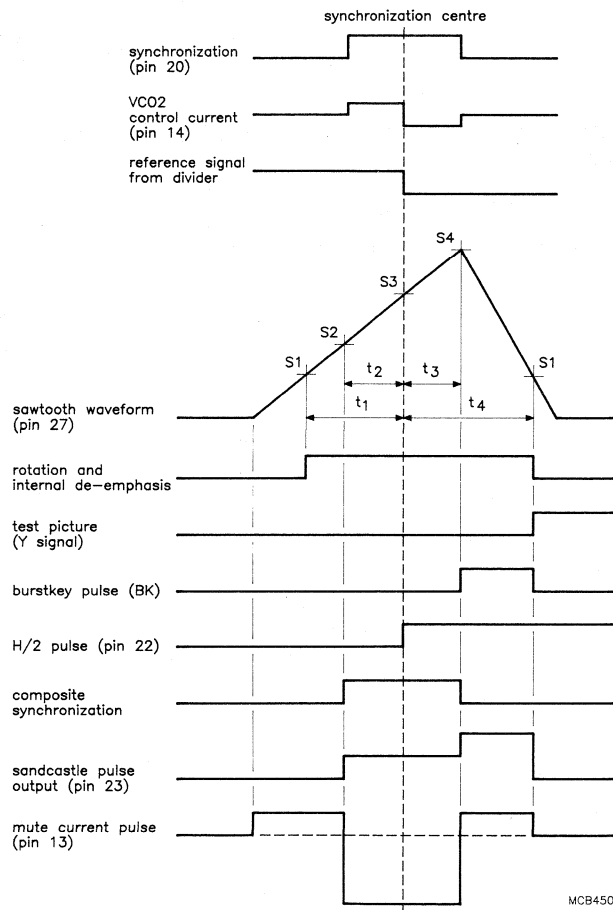 synchronization centre
synchronization
(pin 20)
VCO2
control current
(pin 14)
reference signal
from divider
S4
S3
S2
S1
S1
t2
t3
t1
t4
sawtooth waveform
(pin 27)
rotation and
internal de-emphasis
test picture
(Y signal)
burstkey pulse (BK)
H/2 pulse (pin 22)
composite
synchronization
sandcastle pulse
output (pin 23)
mute current pulse
(pin 13)
MCB450